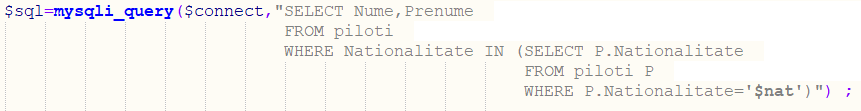 $sql=mysqli_query($connect,"SELECT Nume,Prenume
FROM piloti
WHERE Nationalitate IN (SELECT P.Nationalitate
FROM piloti P
WHERE P.Nationalitate='$nat')") ;